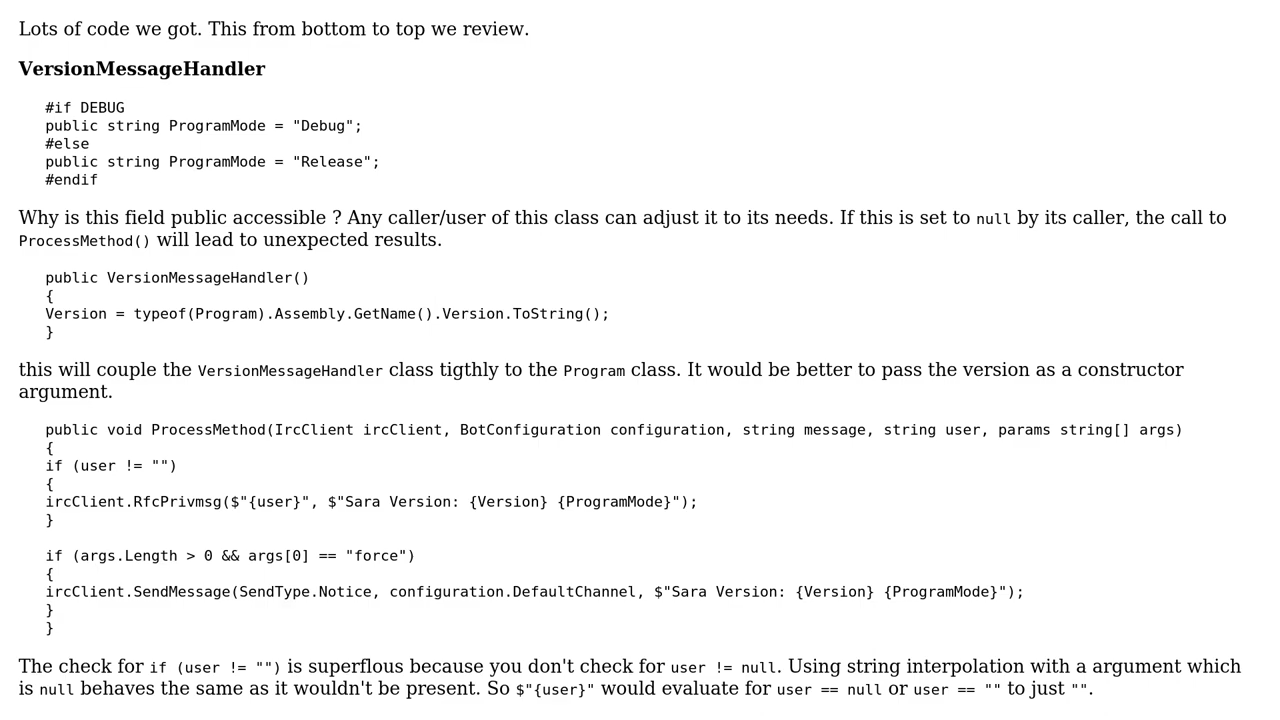 Lots of code we got. This from bottom to top we review.
VersionMessageHandler
#if DEBUG
public string ProgramMode = "Debug";
#else
public string ProgramMode = "Release";
#endif
Why is this field public accessible ? Any caller/user of this class can adjust it to its needs. If this is set to null by its caller, the call to
ProcessMethod() will lead to unexpected results.
public VersionMessageHandler()
{
Version = typeof(Program).Assembly.GetName().Version.ToString();
}
this will couple the VersionMessageHandler class tigthly to the Program class. It would be better to pass the version as a constructor
argument.
public void ProcessMethod(IrcClient ircClient, BotConfiguration configuration, string message, string user, params string[] args)
{
if (user != "")
{
ircClient.RfcPrivmsg($"{user}", $"Sara Version: {Version} {ProgramMode}");
}
if (args.Length > 0 && args[0] == "force")
{
ircClient.SendMessage(SendType.Notice, configuration.DefaultChannel, $"Sara Version: {Version} {ProgramMode}");
}
}
The check for if (user != "") is superflous because you don't check for user != null. Using string interpolation with a argument which
is null behaves the same as it wouldn't be present. So $"{user}" would evaluate for user == null or user == "" to just "".